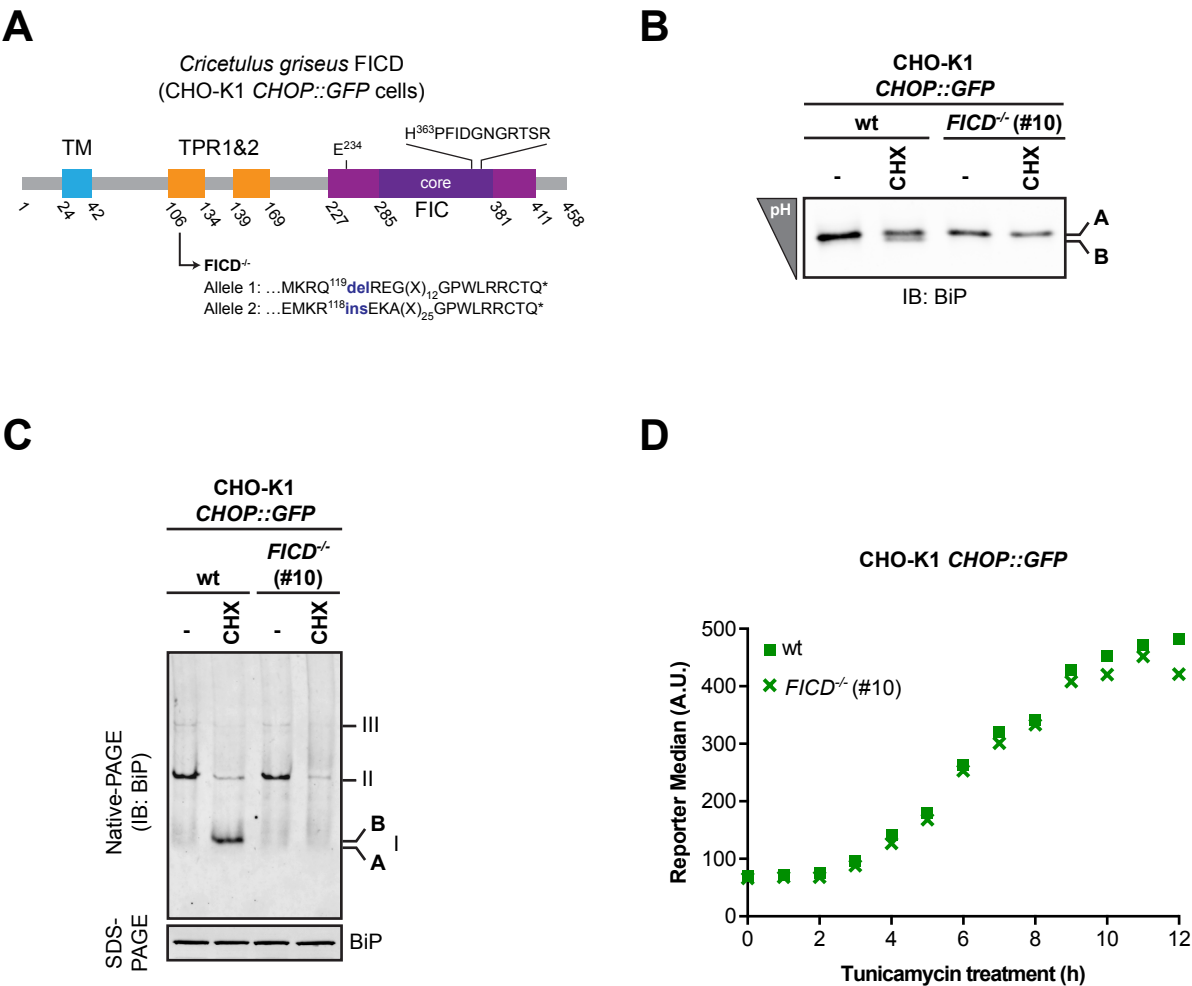 A
Cricetulus griseus FICD
(CHO-K1 CHOP::GFP cells)
TM
TPR1&2
E234
H363PFIDGNGRTSR
core
FIC
1
24
42
106
134
139
169
227
285
381
411
458
FICD-/-
Allele 1: …MKRQ119delREG(X)12GPWLRRCTQ*
Allele 2: …EMKR118insEKA(X)25GPWLRRCTQ*
B
CHO-K1
CHOP::GFP
wt
FICD-/- (#10)
-
CHX
-
CHX
pH
A
B
IB: BiP
C
CHO-K1
CHOP::GFP
wt
FICD-/-
(#10)
-
CHX
-
CHX
Native-PAGE
(IB: BiP)
III
II
B
I
A
SDS-
PAGE
BiP
D
CHO-K1 CHOP::GFP
Reporter Median (A.U.)
500
400
300
200
100
0
wt
FICD-/- (#10)
0
2
4
6
8
10
12
Tunicamycin treatment (h)